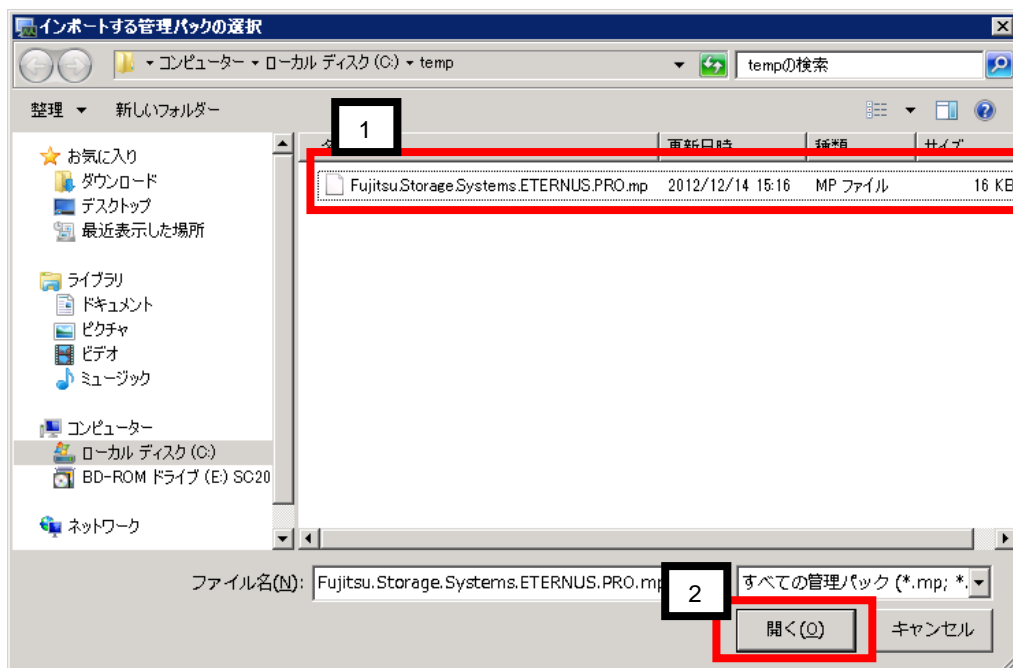 インポートする管理パックの選択
コンピューター ▾ ローカル ディスク (C:) ▾ temp
tempの検索
整理 新しいフォルダー
1
更新日時 種類 サイズ
お気に入り
ダウンロード
デスクトップ
最近表示した場所
Fujitsu.Storage.Systems.ETERNUS.PRO.mp 2012/12/14 15:16 MP ファイル 16 KB
ライブラリ
ドキュメント
ピクチャ
ビデオ
ミュージック
コンピューター
ローカル ディスク (C:)
BD-ROM ドライブ (E:) SC20
ネットワーク
ファイル名(N): Fujitsu.Storage.Systems.ETERNUS.PRO.mp
すべての管理パック (*.mp; *.
2
開く(O) キャンセル